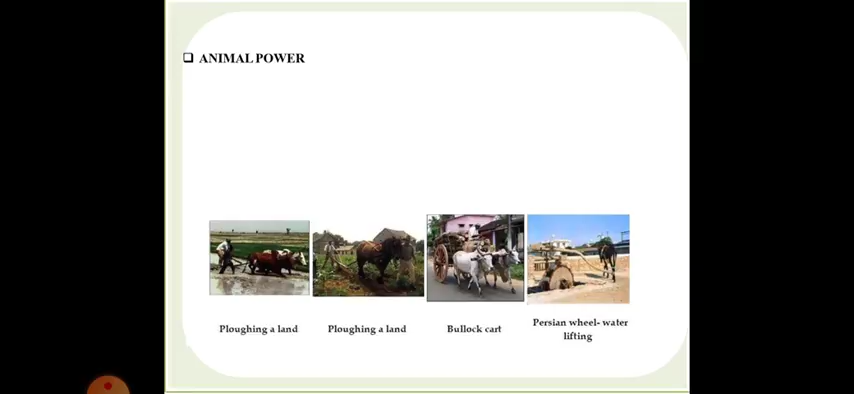 ❑ ANIMAL POWER
Ploughing a land
Ploughing a land
Bullock cart
Persian wheel- water
lifting